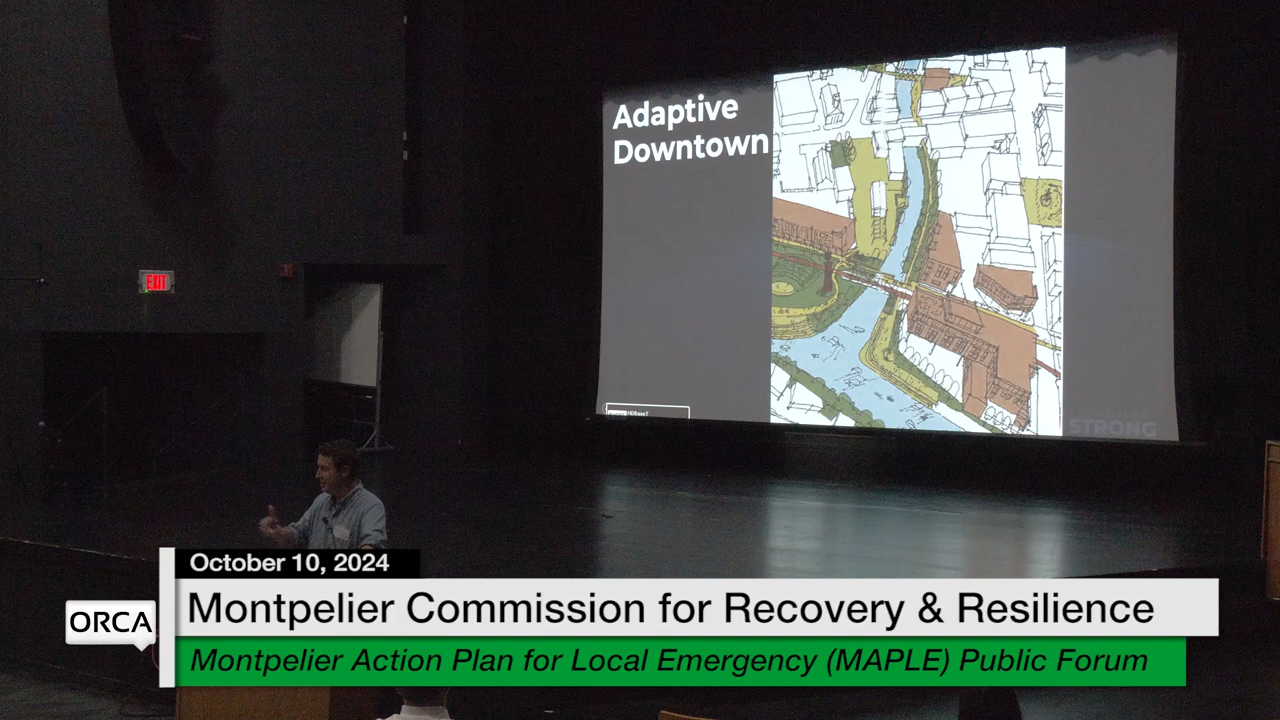 Adaptive
Downtown
EXIT
STRONG
October 10, 2024
ORCA
Montpelier Commission for Recovery & Resilience
Montpelier Action Plan for Local Emergency (MAPLE) Public Forum